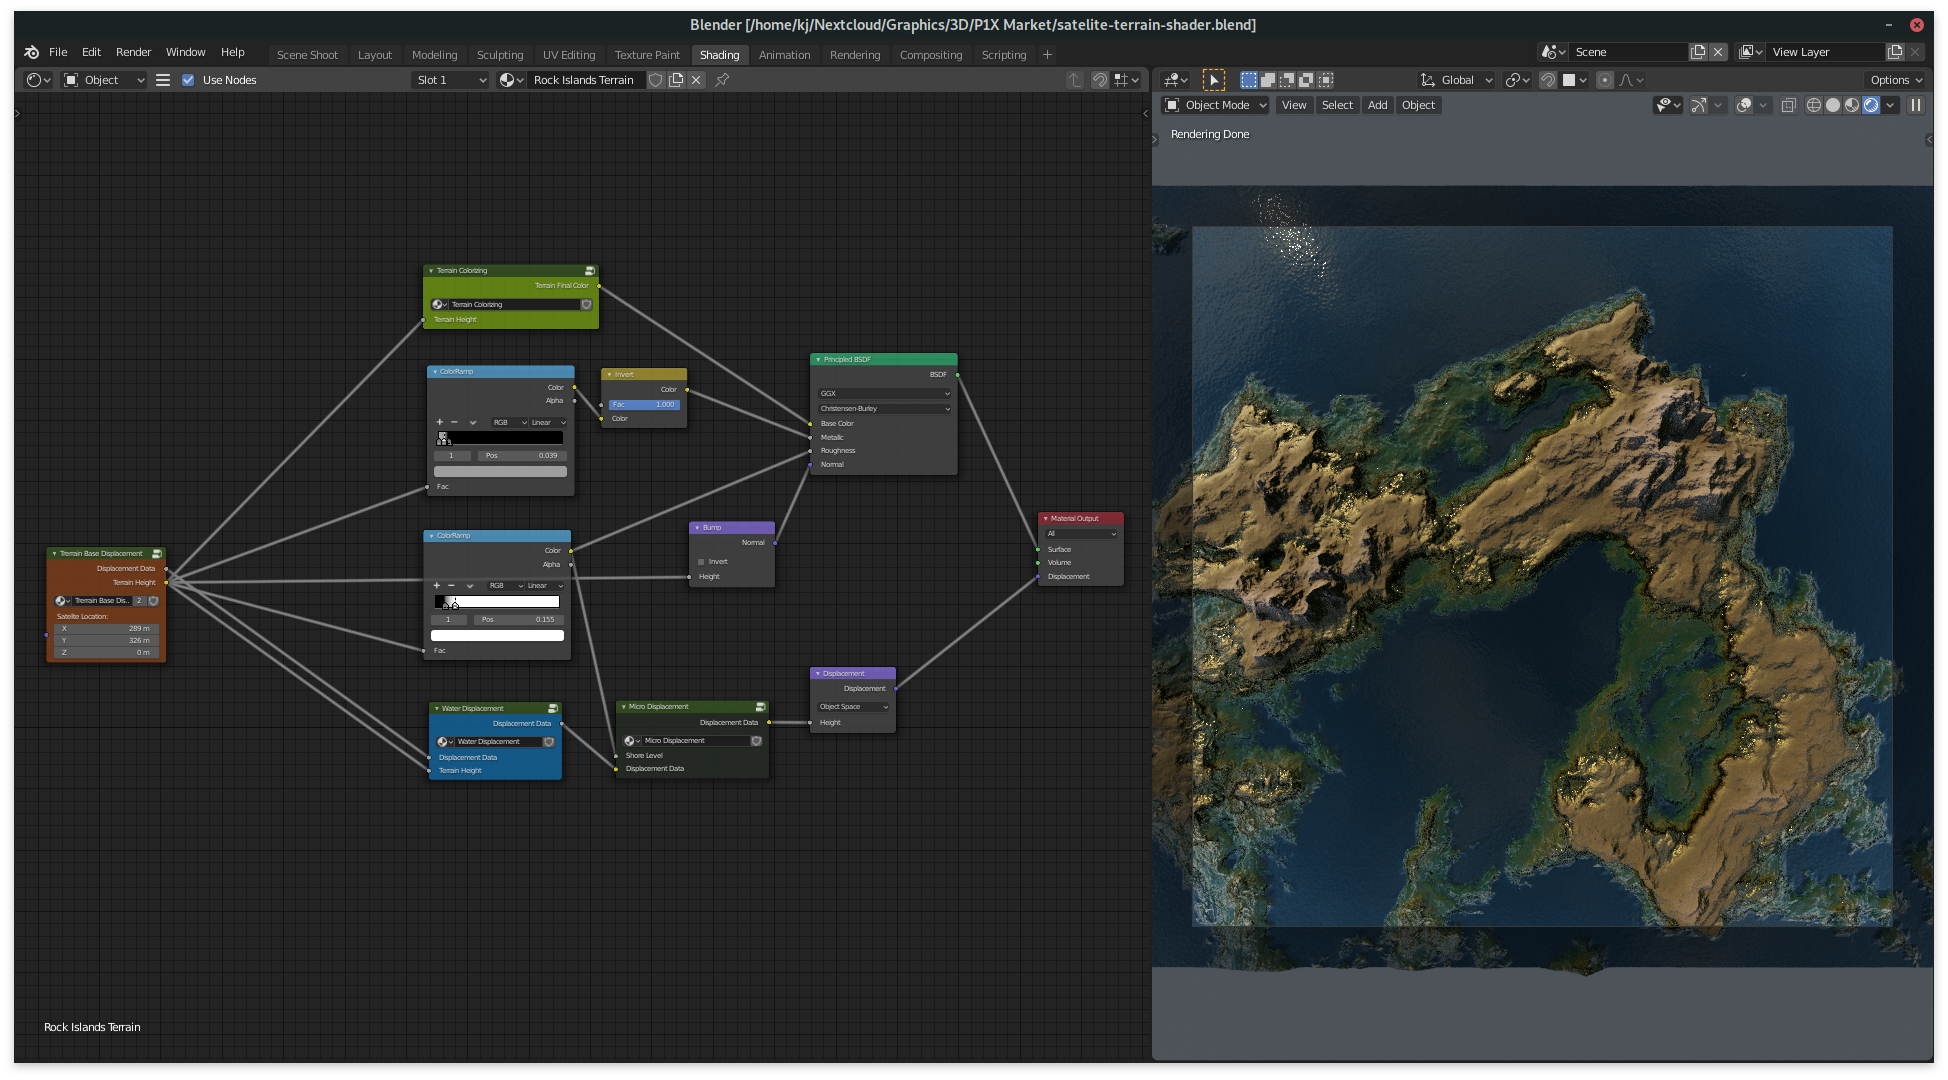 Blender [/home/kj/Nextcloud/Graphics/3D/P1X Market/satelite-terrain-shader.blend]
File Edit Render Window Help Scene Shoot Layout Modeling Sculpting UV Editing Texture Paint Shading Animation Rendering Compositing Scripting + Scene View Layer
Object Use Nodes Slot 1 Rock Islands Terrain Global Options
Object Mode View Select Add Object
Rendering Done
Terrain Colorizing
Terrain Final Color
Terrain Colorizing
Terrain Height
ColorRamp
Color
Alpha
RGB Linear
1 Pos 0.039
Fac
Invert
Color
Fac 1.000
Color
Principled BSDF
BSDF
GGX
Christensen-Burley
Base Color
Metallic
Roughness
Normal
ColorRamp
Color
Alpha
RGB Linear
1 Pos 0.155
Fac
Bump
Normal
Invert
Height
Material Output
All
Surface
Volume
Displacement
Terrain Base Displacement
Displacement Data
Terrain Height
Terrain Base Dis.. 2
Satelite Location:
X 289 m
Y 326 m
Z 0 m
Water Displacement
Displacement Data
Water Displacement
Displacement Data
Terrain Height
Micro Displacement
Displacement Data
Micro Displacement
Shore Level
Displacement Data
Displacement
Displacement
Object Space
Height
Rock Islands Terrain